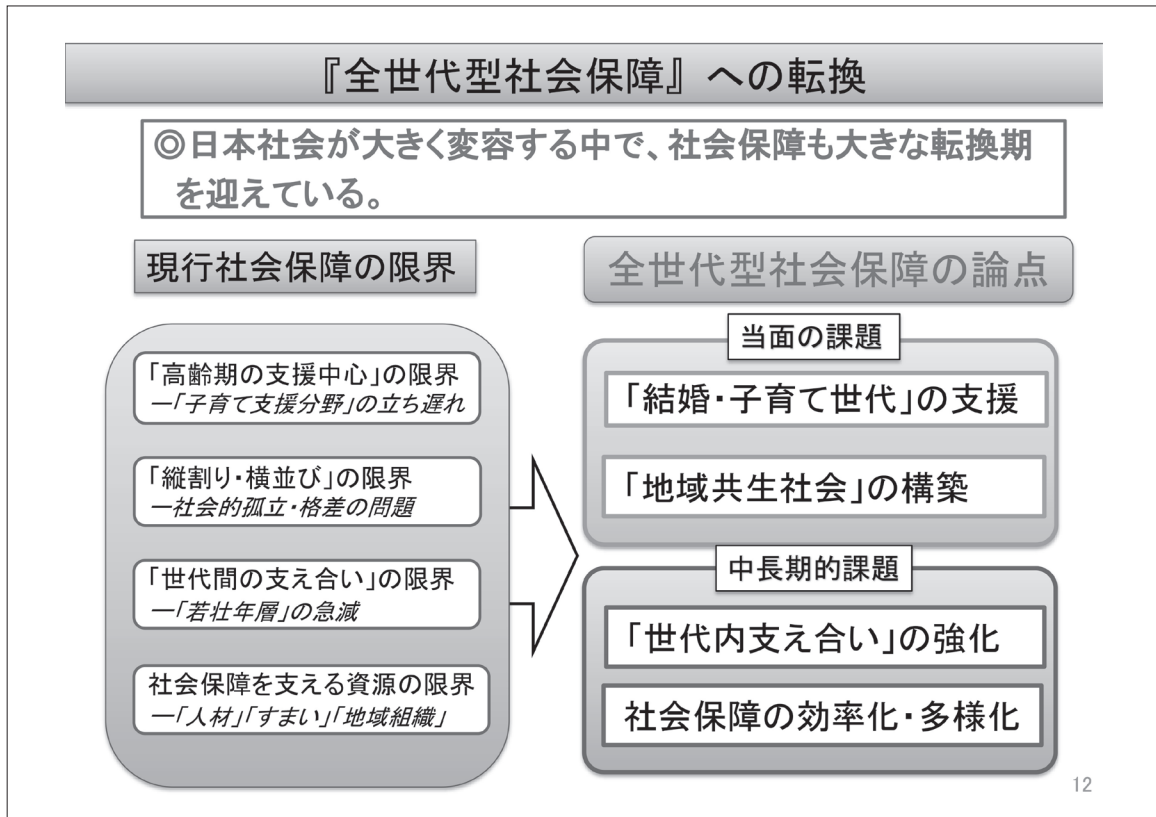 『全世代型社会保障』 への転換
◎日本社会が大きく変容する中で、社会保障も大きな転換期
を迎えている。
現行社会保障の限界
「高齢期の支援中心」の限界
―「子育て支援分野」の立ち遅れ
「縦割り・横並び」の限界
―社会的孤立・格差の問題
「世代間の支え合い」の限界
―「若壮年層」の急減
社会保障を支える資源の限界
―「人材」「すまい」「地域組織」
全世代型社会保障の論点
当面の課題
「結婚・子育て世代」の支援
「地域共生社会」の構築
中長期的課題
「世代内支え合い」の強化
社会保障の効率化・多様化
12